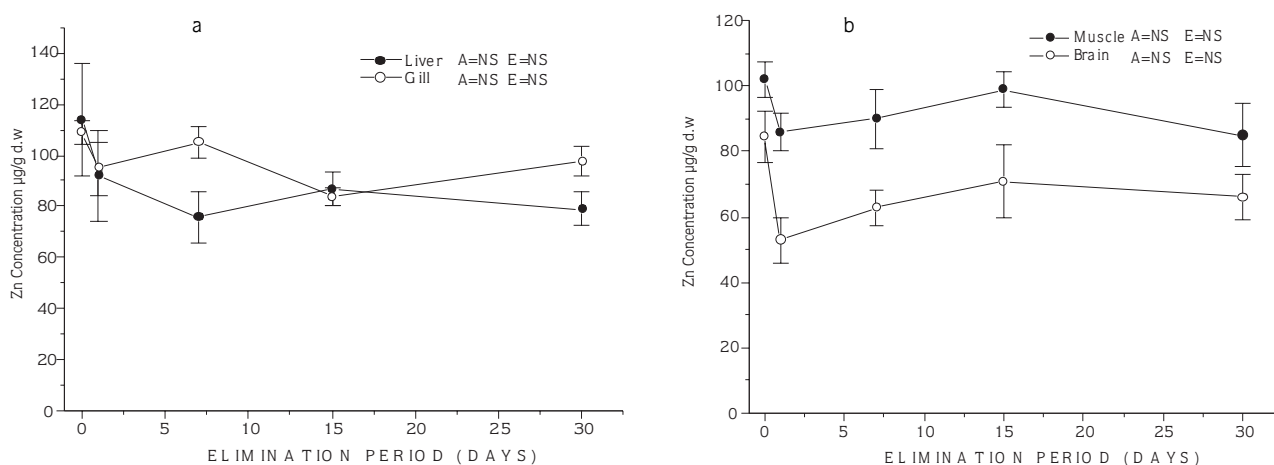 a
Liver A=NS E=NS
Gill A=NS E=NS
Zn Concentration µg/g d.w
140
120
100
80
60
40
20
0
0 5 10 15 20 25 30
ELIMINATION PERIOD (DAYS)
b
Muscle A=NS E=NS
Brain A=NS E=NS
Zn Concentration µg/g d.w
120
100
80
60
40
20
0
0 5 10 15 20 25 30
ELIMINATION PERIOD (DAYS)